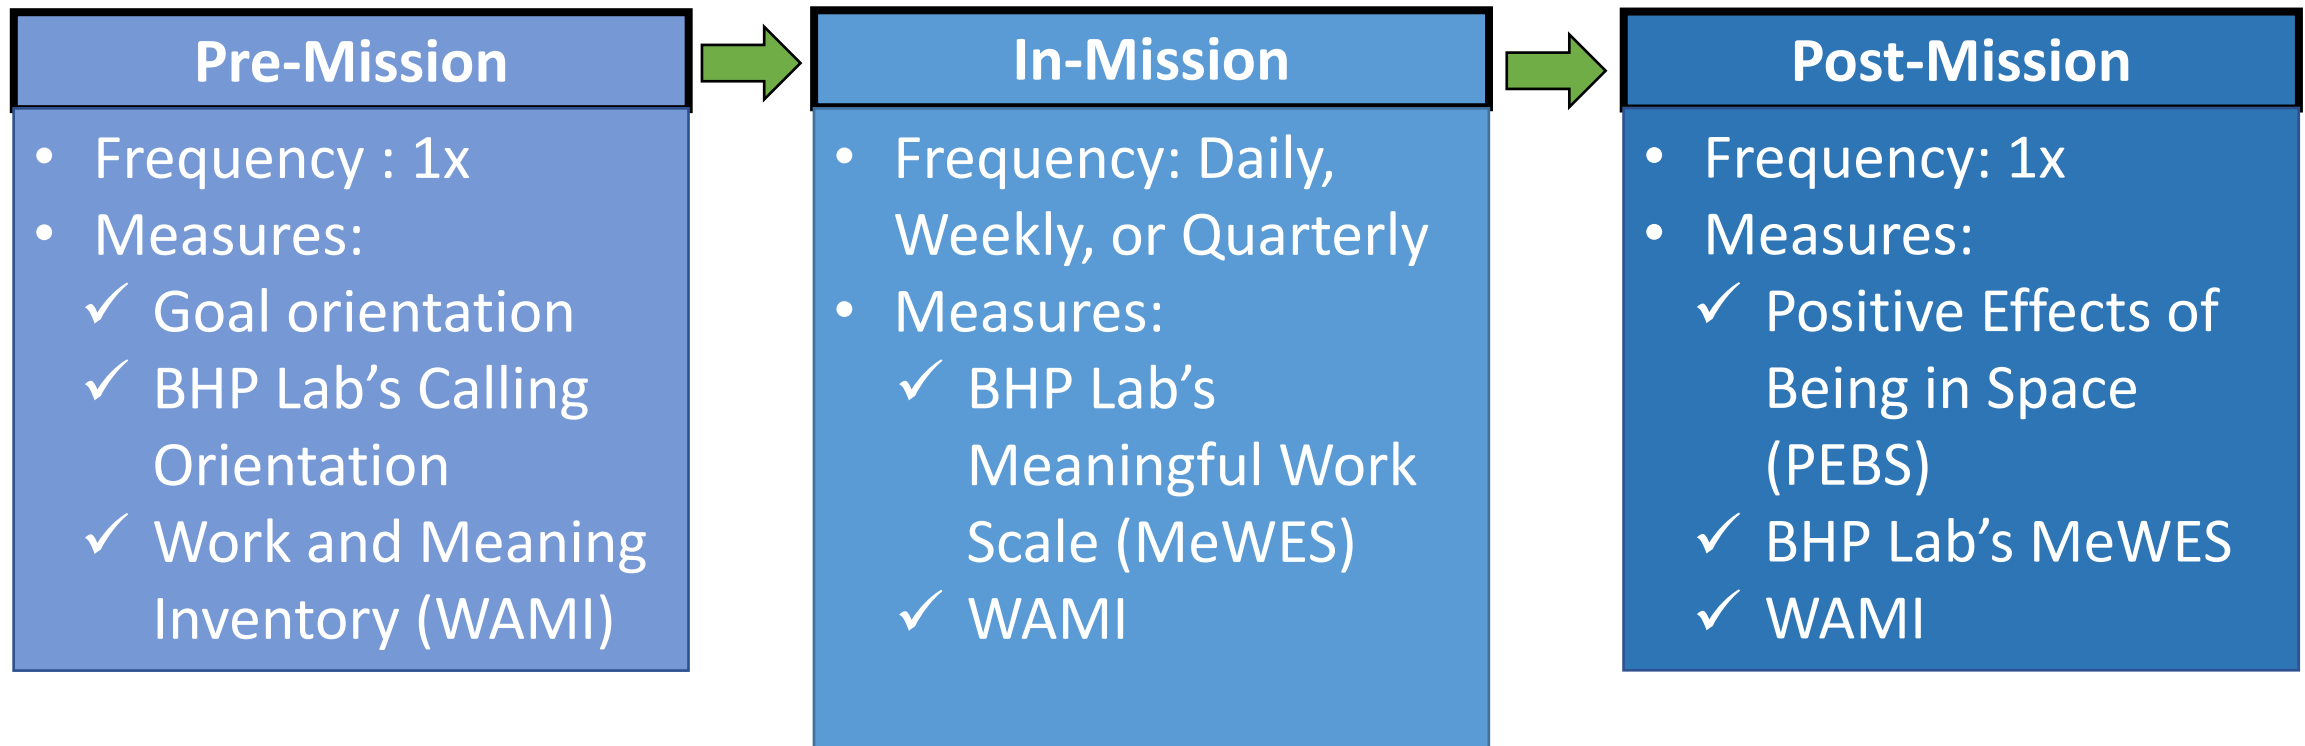 Pre-Mission
• Frequency : 1x
• Measures:
✓ Goal orientation
✓ BHP Lab’s Calling
Orientation
✓ Work and Meaning
Inventory (WAMI)
In-Mission
• Frequency: Daily,
Weekly, or Quarterly
• Measures:
✓ BHP Lab’s
Meaningful Work
Scale (MeWES)
✓ WAMI
Post-Mission
• Frequency: 1x
• Measures:
✓ Positive Effects of
Being in Space
(PEBS)
✓ BHP Lab’s MeWES
✓ WAMI